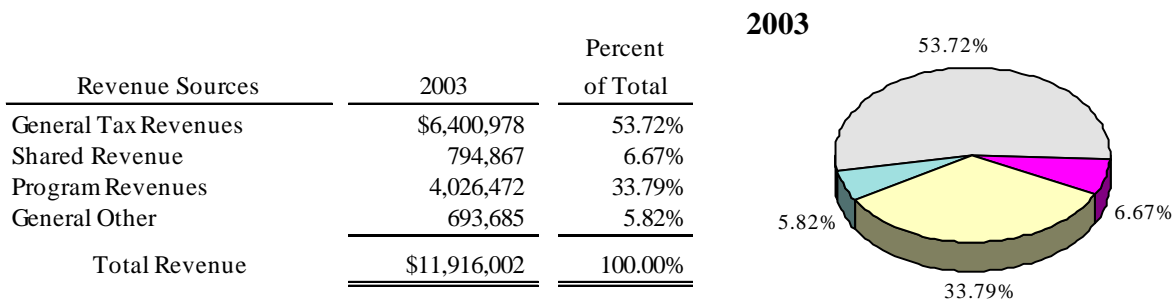 Percent
Revenue Sources 2003 of Total
General Tax Revenues $6,400,978 53.72%
Shared Revenue 794,867 6.67%
Program Revenues 4,026,472 33.79%
General Other 693,685 5.82%
Total Revenue $11,916,002 100.00%
2003
53.72%
6.67%
5.82%
33.79%